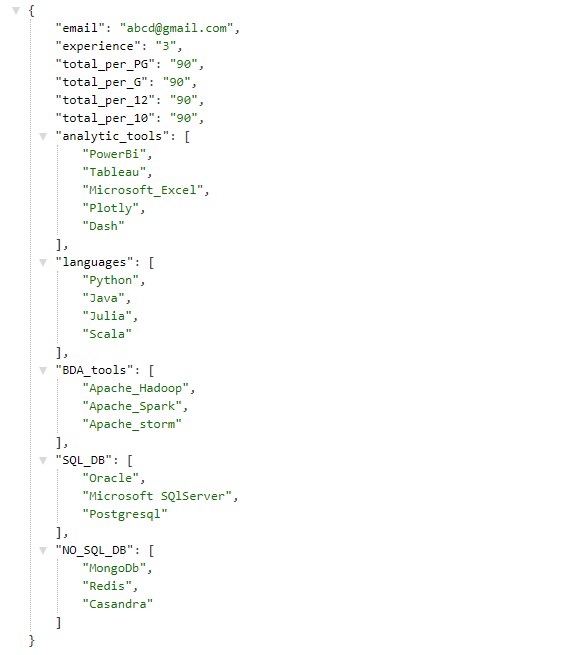 {
"email": "abcd@gmail.com",
"experience": "3",
"total_per_PG": "90",
"total_per_G": "90",
"total_per_12": "90",
"total_per_10": "90",
"analytic_tools": [
"PowerBi",
"Tableau",
"Microsoft_Excel",
"Plotly",
"Dash"
],
"languages": [
"Python",
"Java",
"Julia",
"Scala"
],
"BDA_tools": [
"Apache_Hadoop",
"Apache_Spark",
"Apache_storm"
],
"SQL_DB": [
"Oracle",
"Microsoft SQlServer",
"Postgresql"
],
"NO_SQL_DB": [
"MongoDb",
"Redis",
"Casandra"
]
}